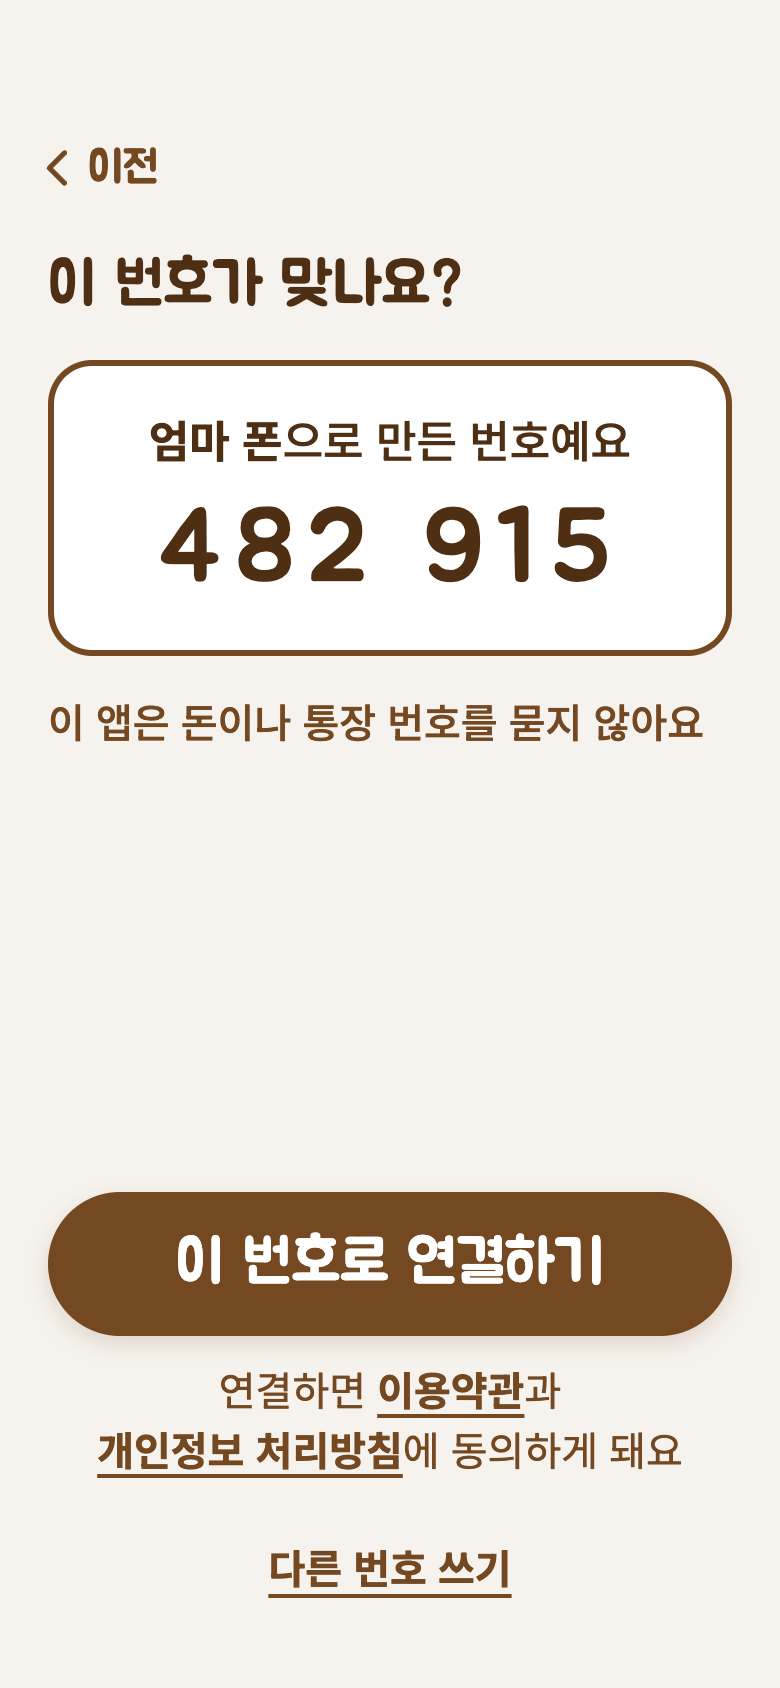 이전
이 번호가 맞나요?
엄마 폰으로 만든 번호예요
482 915
이 앱은 돈이나 통장 번호를 묻지 않아요
이 번호로 연결하기
연결하면 이용약관과
개인정보 처리방침에 동의하게 돼요
다른 번호 쓰기